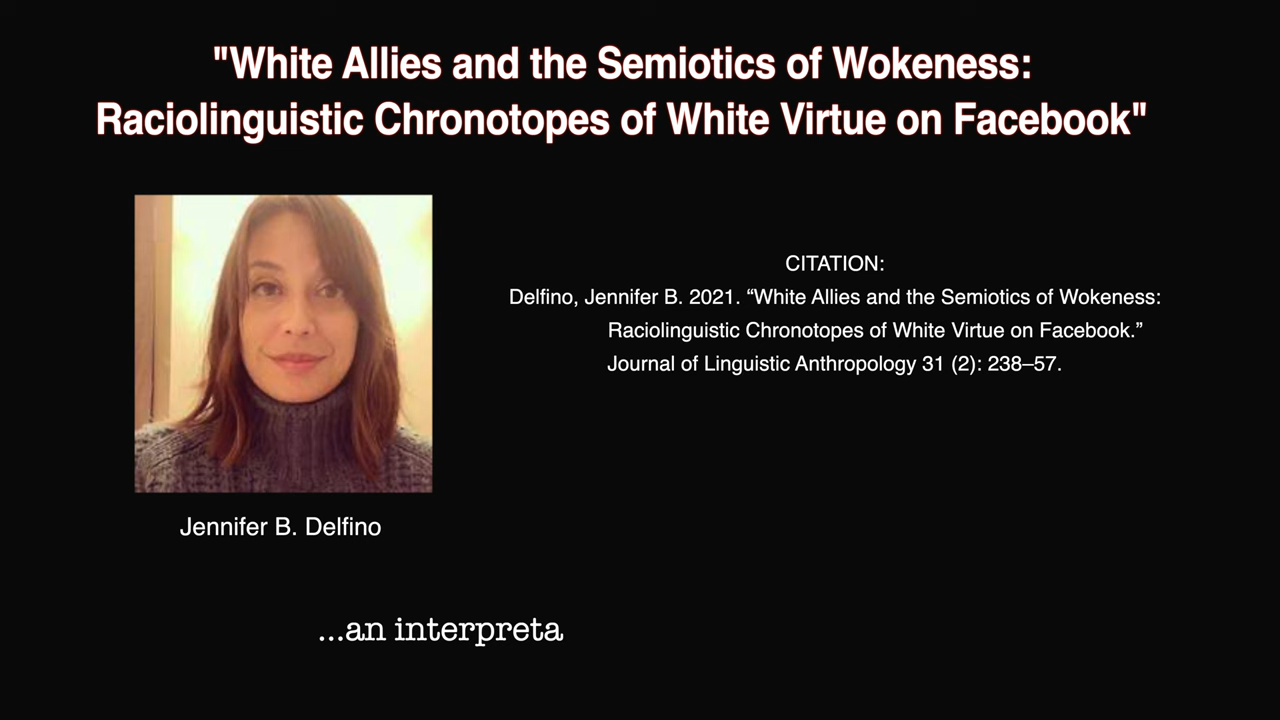 "White Allies and the Semiotics of Wokeness:
Raciolinguistic Chronotopes of White Virtue on Facebook"
CITATION:
Delfino, Jennifer B. 2021. “White Allies and the Semiotics of Wokeness:
Raciolinguistic Chronotopes of White Virtue on Facebook.”
Journal of Linguistic Anthropology 31 (2): 238–57.
Jennifer B. Delfino
...an interpreta